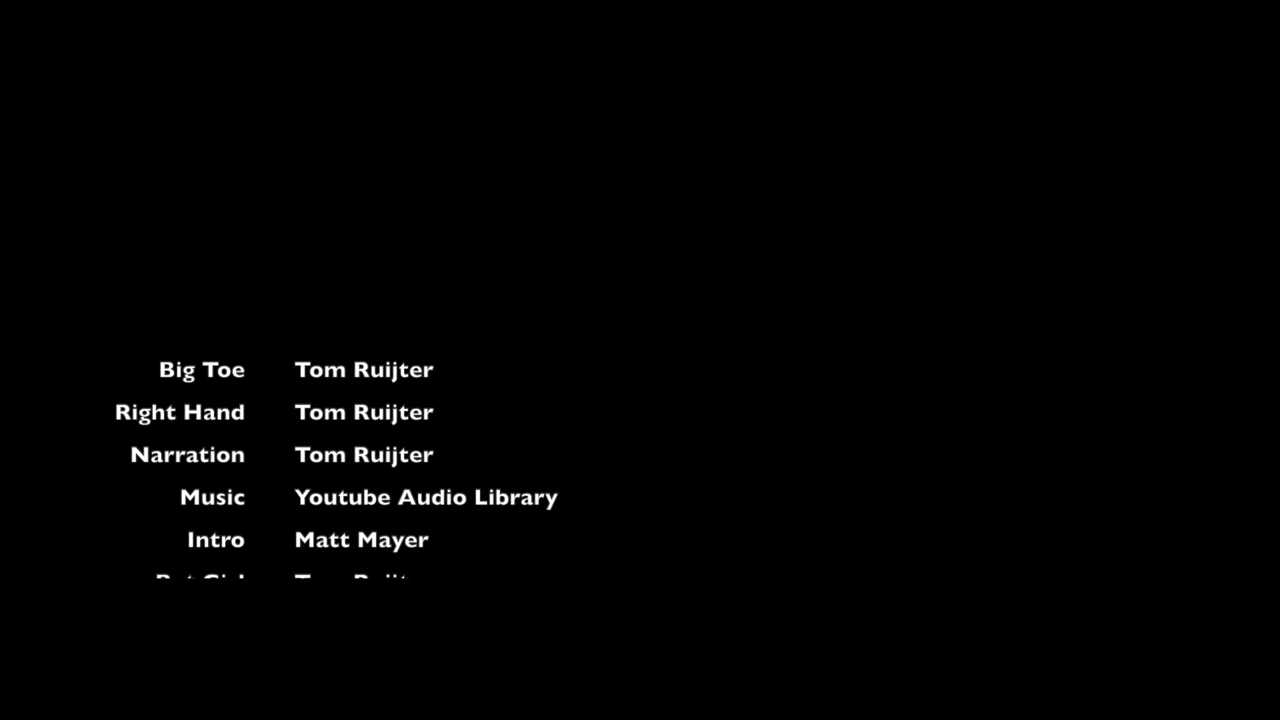 Big Toe Tom Ruijter
Right Hand Tom Ruijter
Narration Tom Ruijter
Music Youtube Audio Library
Intro Matt Mayer